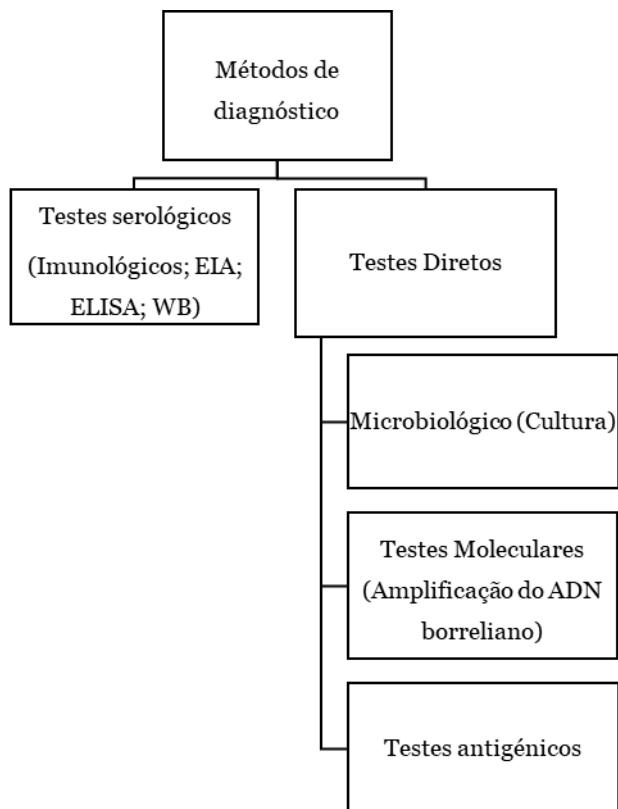 Métodos de
diagnóstico
Testes serológicos
(Imunológicos; EIA;
ELISA; WB)
Testes Diretos
Microbiológico (Cultura)
Testes Moleculares
(Amplificação do ADN
borreliano)
Testes antigénicos